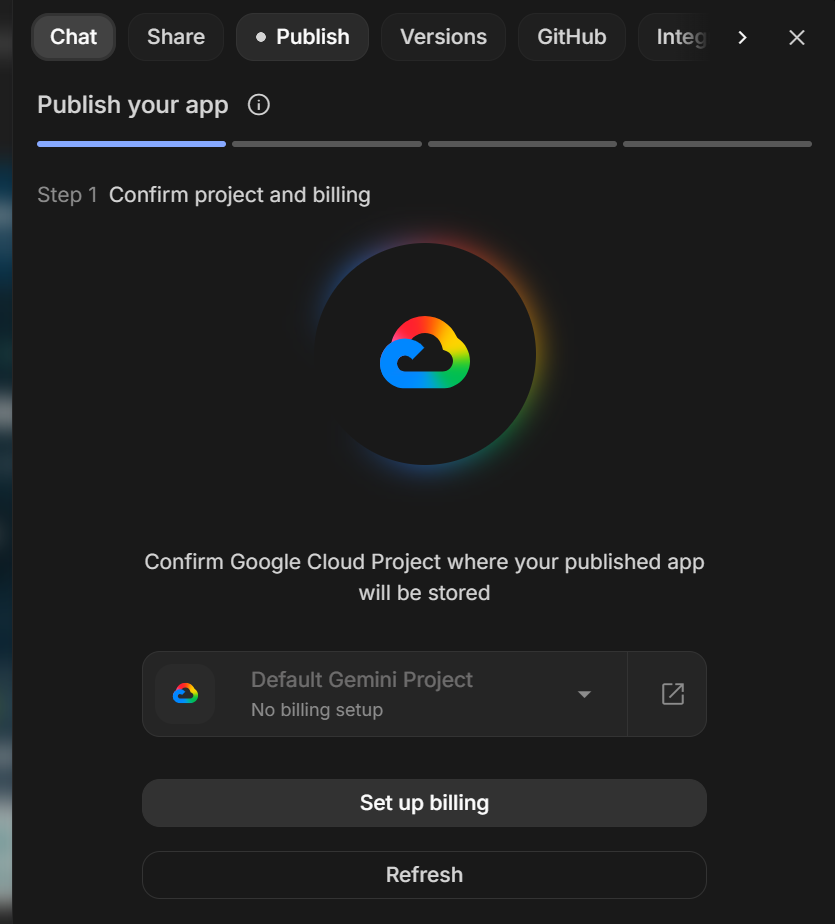 Chat
Share
Publish
Versions
GitHub
Integ
Publish your app
Step 1 Confirm project and billing
Confirm Google Cloud Project where your published app
will be stored
Default Gemini Project
No billing setup
Set up billing
Refresh